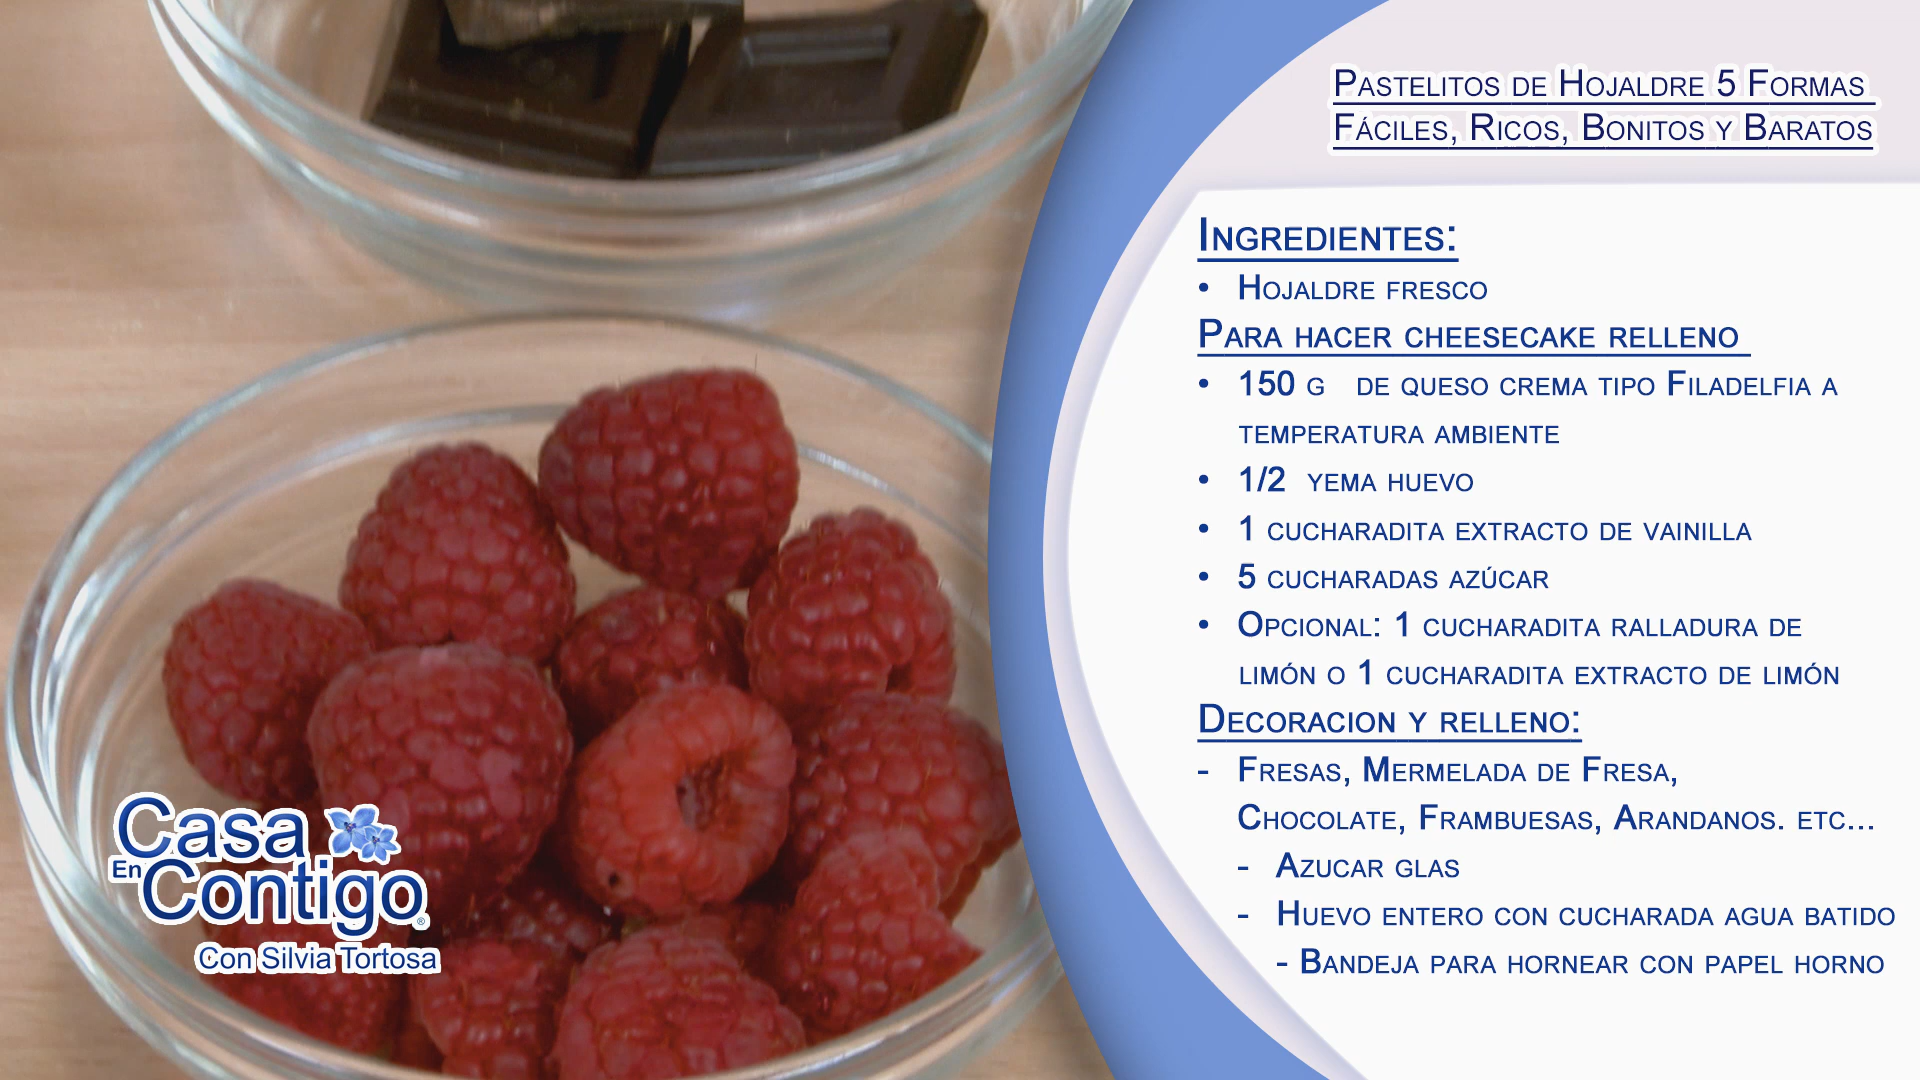 Pastelitos de Hojaldre 5 Formas
Fáciles, Ricos, Bonitos y Baratos
Ingredientes:
• Hojaldre fresco
Para hacer cheesecake relleno
• 150 g de queso crema tipo Filadelfia a
temperatura ambiente
• 1/2 yema huevo
• 1 cucharadita extracto de vainilla
• 5 cucharadas azúcar
• Opcional: 1 cucharadita ralladura de
limón o 1 cucharadita extracto de limón
Decoracion y relleno:
- Fresas, Mermelada de Fresa,
Chocolate, Frambuesas, Arandanos. etc...
- Azucar glas
- Huevo entero con cucharada agua batido
- Bandeja para hornear con papel horno
Casa
En Contigo®
Con Silvia Tortosa